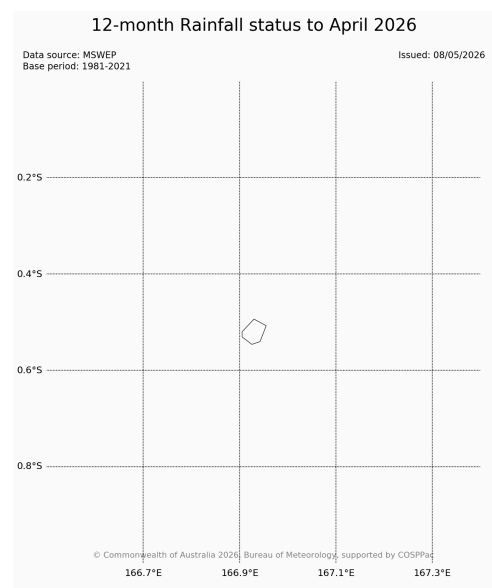 12-month Rainfall status to April 2026
Data source: MSWEP
Issued: 08/05/2026
Base period: 1981-2021
0.2°S
0.4°S
0.6°S
0.8°S
© Commonwealth of Australia 2026, Bureau of Meteorology, supported by COSPPac
166.7°E 166.9°E 167.1°E 167.3°E